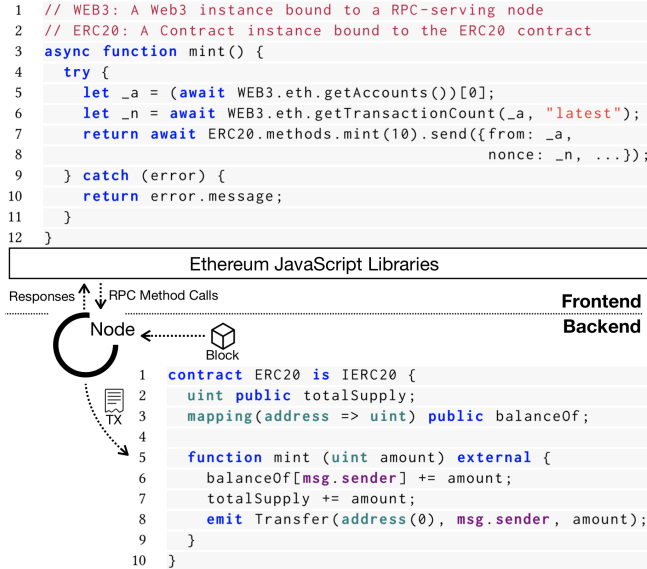 1 // WEB3: A Web3 instance bound to a RPC-serving node
2 // ERC20: A Contract instance bound to the ERC20 contract
3 async function mint() {
4 try {
5 let _a = (await WEB3.eth.getAccounts())[0];
6 let _n = await WEB3.eth.getTransactionCount(_a, "latest");
7 return await ERC20.methods.mint(10).send({from: _a,
8 nonce: _n, ...});
9 } catch (error) {
10 return error.message;
11 }
12 }
Ethereum JavaScript Libraries
Responses RPC Method Calls
Frontend
Backend
Node
Block
TX
1 contract ERC20 is IERC20 {
2 uint public totalSupply;
3 mapping(address => uint) public balanceOf;
4
5 function mint (uint amount) external {
6 balanceOf[msg.sender] += amount;
7 totalSupply += amount;
8 emit Transfer(address(0), msg.sender, amount);
9 }
10 }